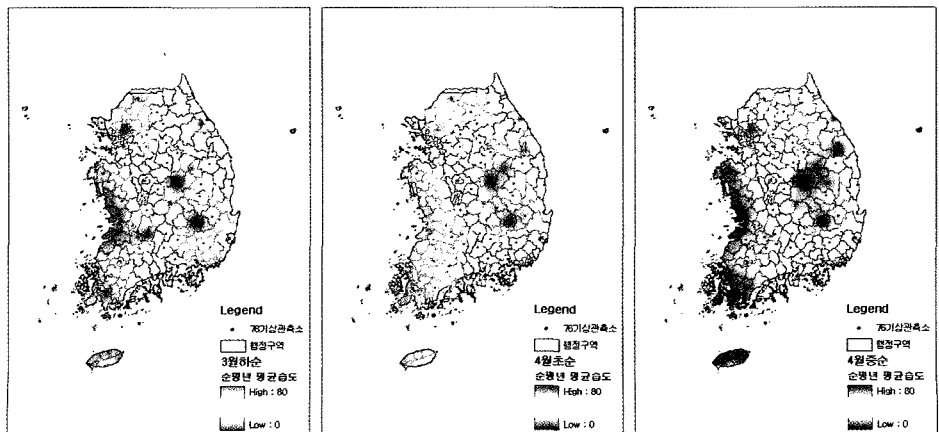 Legend
76기상관측소
행정구역
3월하순
순평년 평균습도
High : 80
Low : 0
Legend
76기상관측소
행정구역
4월초순
순평년 평균습도
High : 80
Low : 0
Legend
76기상관측소
행정구역
4월중순
순평년 평균습도
High : 80
Low : 0